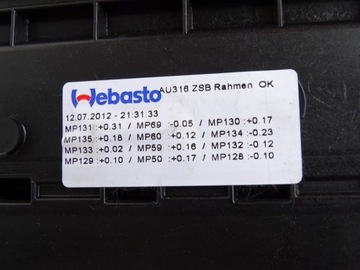 Webasto AU316 ZSB Rahmen OK
12.07.2012 - 21:31:33
MP131 :+0.31 / MP69 :-0.05 / MP130 :+0.17
MP135 :+0.18 / MP60 :+0.12 / MP134 :-0.23
MP133 :+0.02 / MP59 :+0.16 / MP132 :-0.12
MP129 :+0.10 / MP50 :+0.17 / MP128 :-0.10